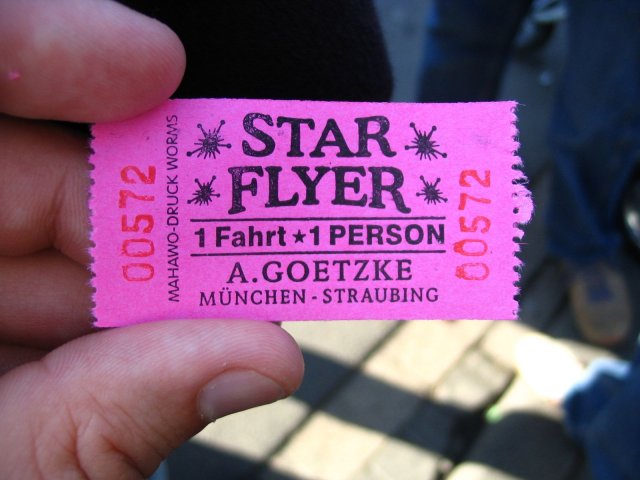 00572
MAHAWO-DRUCK WORMS
STAR
FLYER
1 Fahrt ★ 1 PERSON
A.GOETZKE
MÜNCHEN - STRAUBING
00572